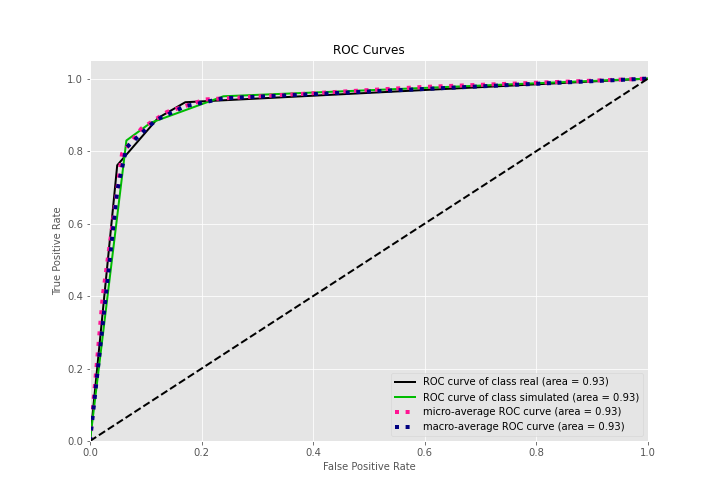 ROC Curves
1.0
0.8
0.6
0.4
0.2
0.0
True Positive Rate
ROC curve of class real (area = 0.93)
ROC curve of class simulated (area = 0.93)
micro-average ROC curve (area = 0.93)
macro-average ROC curve (area = 0.93)
0.0 0.2 0.4 0.6 0.8 1.0
False Positive Rate